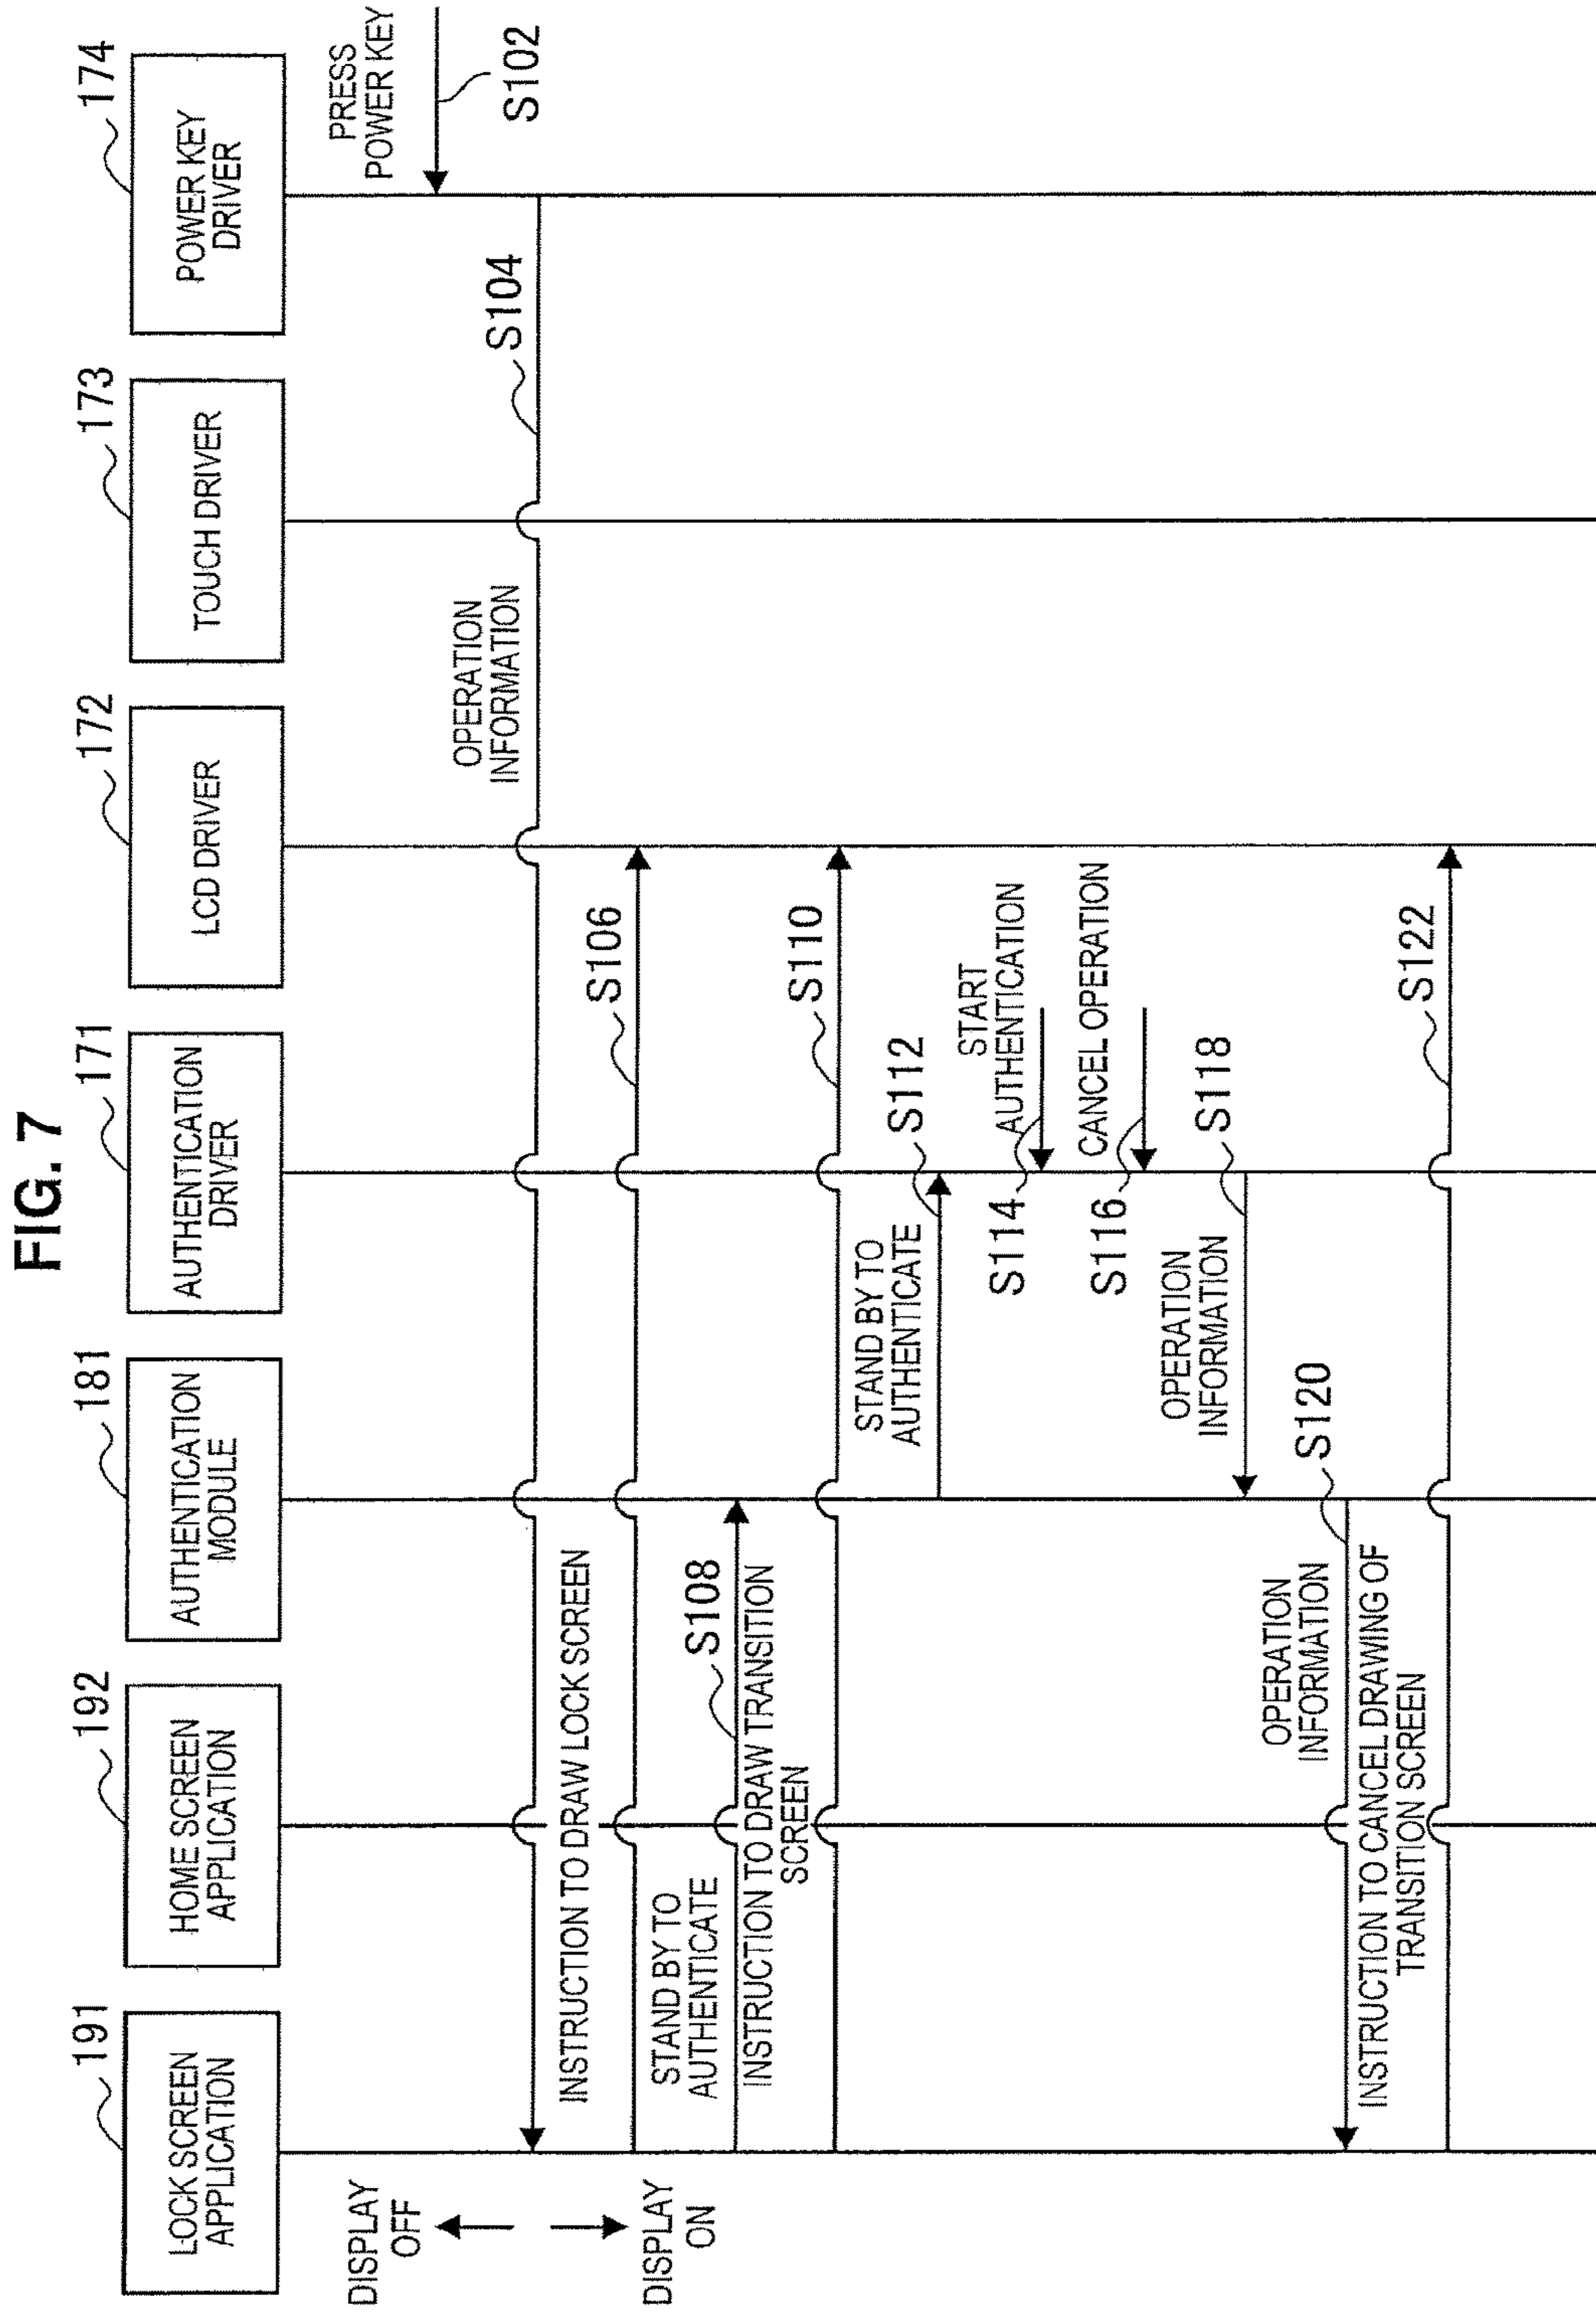 FIG. 7
191
LOCK SCREEN
APPLICATION
192
HOME SCREEN
APPLICATION
181
AUTHENTICATION
MODULE
171
AUTHENTICATION
DRIVER
172
LCD DRIVER
173
TOUCH DRIVER
174
POWER KEY
DRIVER
PRESS
POWER KEY
S102
DISPLAY
OFF
OPERATION
INFORMATION
S104
INSTRUCTION TO DRAW LOCK SCREEN
S106
DISPLAY
ON
STAND BY TO
AUTHENTICATE
S108
INSTRUCTION TO DRAW TRANSITION
SCREEN
S110
STAND BY TO
AUTHENTICATE
S112
START
AUTHENTICATION
S114
CANCEL OPERATION
S116
OPERATION
INFORMATION
S118
OPERATION
INFORMATION
S120
INSTRUCTION TO CANCEL DRAWING OF
TRANSITION SCREEN
S122